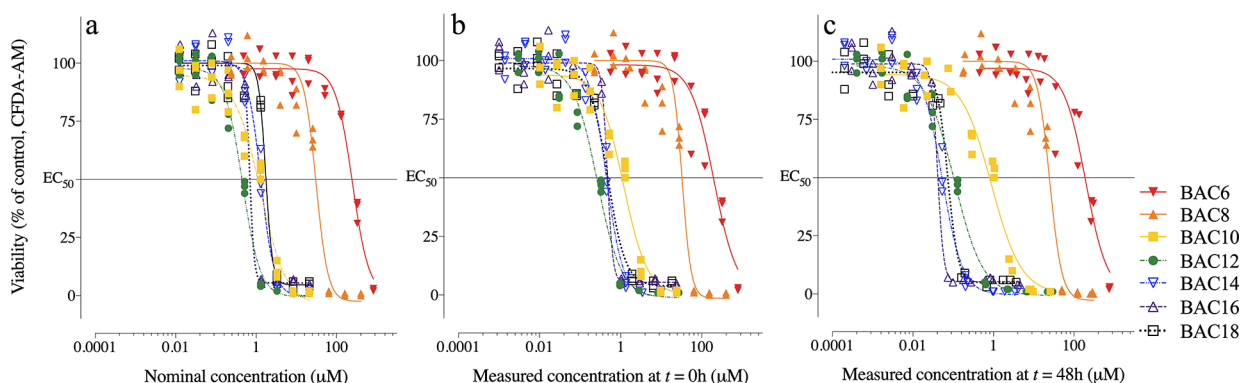 a
b
c
Viability (% of control, CFDA-AM)
100
75
EC50
25
0
0.0001
0.01
1
100
Nominal concentration (µM)
100
75
EC50
25
0
0.0001
0.01
1
100
Measured concentration at t = 0h (µM)
100
75
EC50
25
0
0.0001
0.01
1
100
Measured concentration at t = 48h (µM)
BAC6
BAC8
BAC10
BAC12
BAC14
BAC16
BAC18